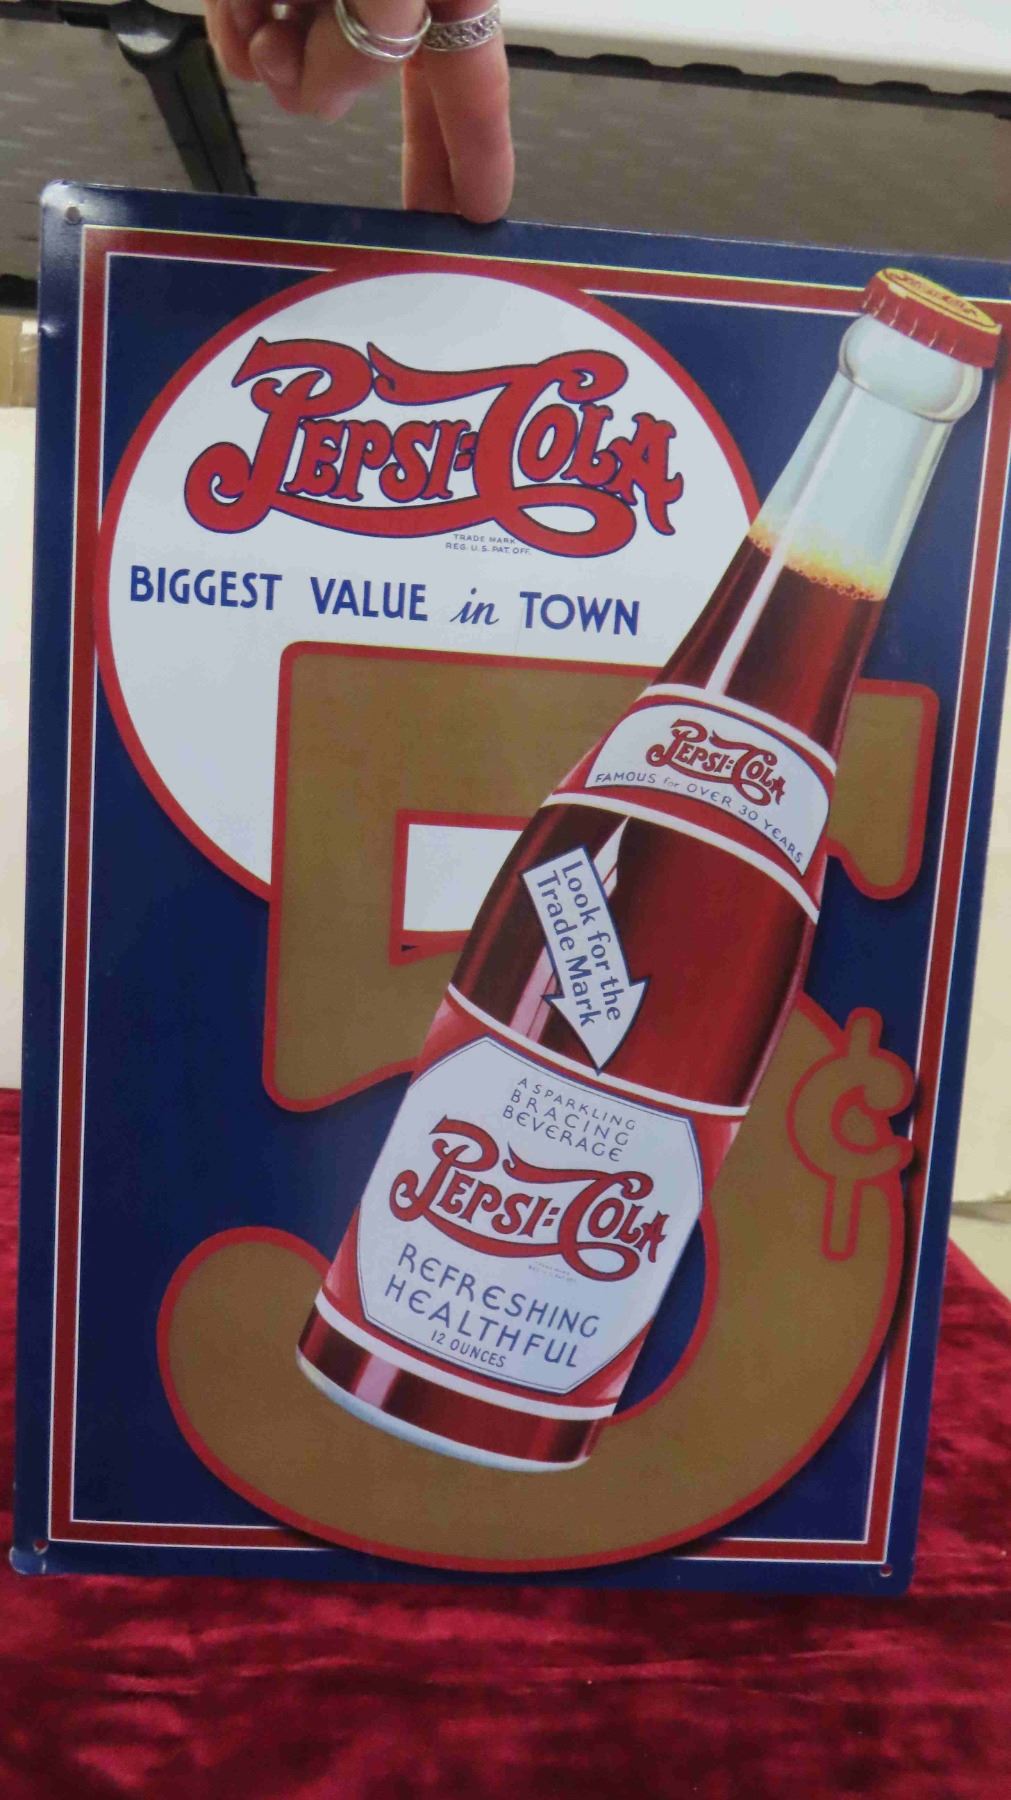 PEPSI-COLA
TRADE MARK
REG. U.S. PAT. OFF.
BIGGEST VALUE in TOWN
5¢
PEPSI-COLA
FAMOUS for OVER 30 YEARS
Look for the
Trade Mark
A SPARKLING
BRACING
BEVERAGE
PEPSI-COLA
REFRESHING
HEALTHFUL
12 OUNCES